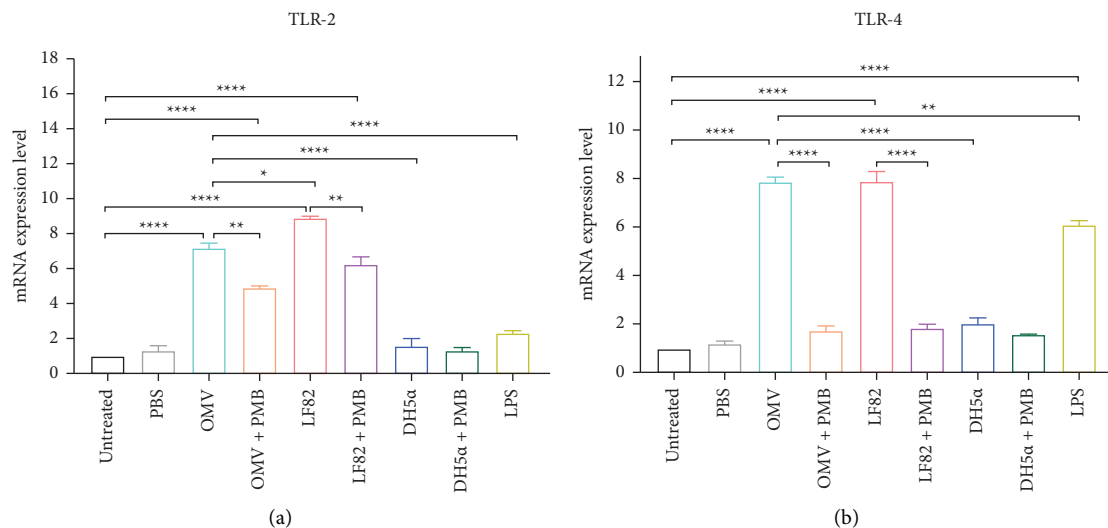 TLR-2
mRNA expression level
18
16
14
12
10
8
6
4
2
0
****
****
****
****
*
****
**
****
**
Untreated
PBS
OMV
OMV + PMB
LF82
LF82 + PMB
DH5α
DH5α + PMB
LPS
(a)
TLR-4
mRNA expression level
12
10
8
6
4
2
0
****
****
**
****
****
****
****
Untreated
PBS
OMV
OMV + PMB
LF82
LF82 + PMB
DH5α
DH5α + PMB
LPS
(b)